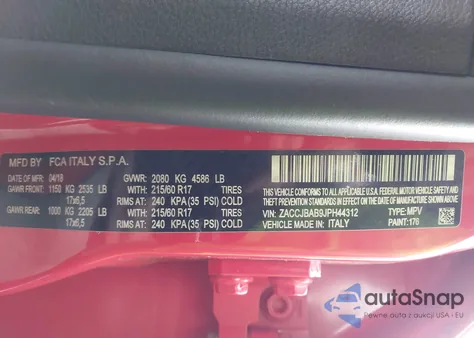 MFD BY FCA ITALY S.P.A.
DATE OF MFR 04/18 GVWR: 2080 KG 4586 LB
GAWR FRONT: 1150 KG 2535 LB WITH: 215/60 R17 TIRES
17x6,5 RIMS AT: 240 KPA(35 PSI) COLD
GAWR REAR: 1000 KG 2205 LB WITH: 215/60 R17 TIRES
17x6,5 RIMS AT: 240 KPA(35 PSI) COLD
THIS VEHICLE CONFORMS TO ALL APPLICABLE
FEDERAL MOTOR VEHICLE SAFETY, BUMPER, AND
THEFT PREVENTION STANDARDS IN EFFECT ON THE DATE OF MANUFACTURE SHOWN ABOVE
VIN: ZACCJBAB9JPH44312 TYPE: MPV
VEHICLE MADE IN: ITALY PAINT: 176
autoSnap
Pewne auta z aukcji USA i EU